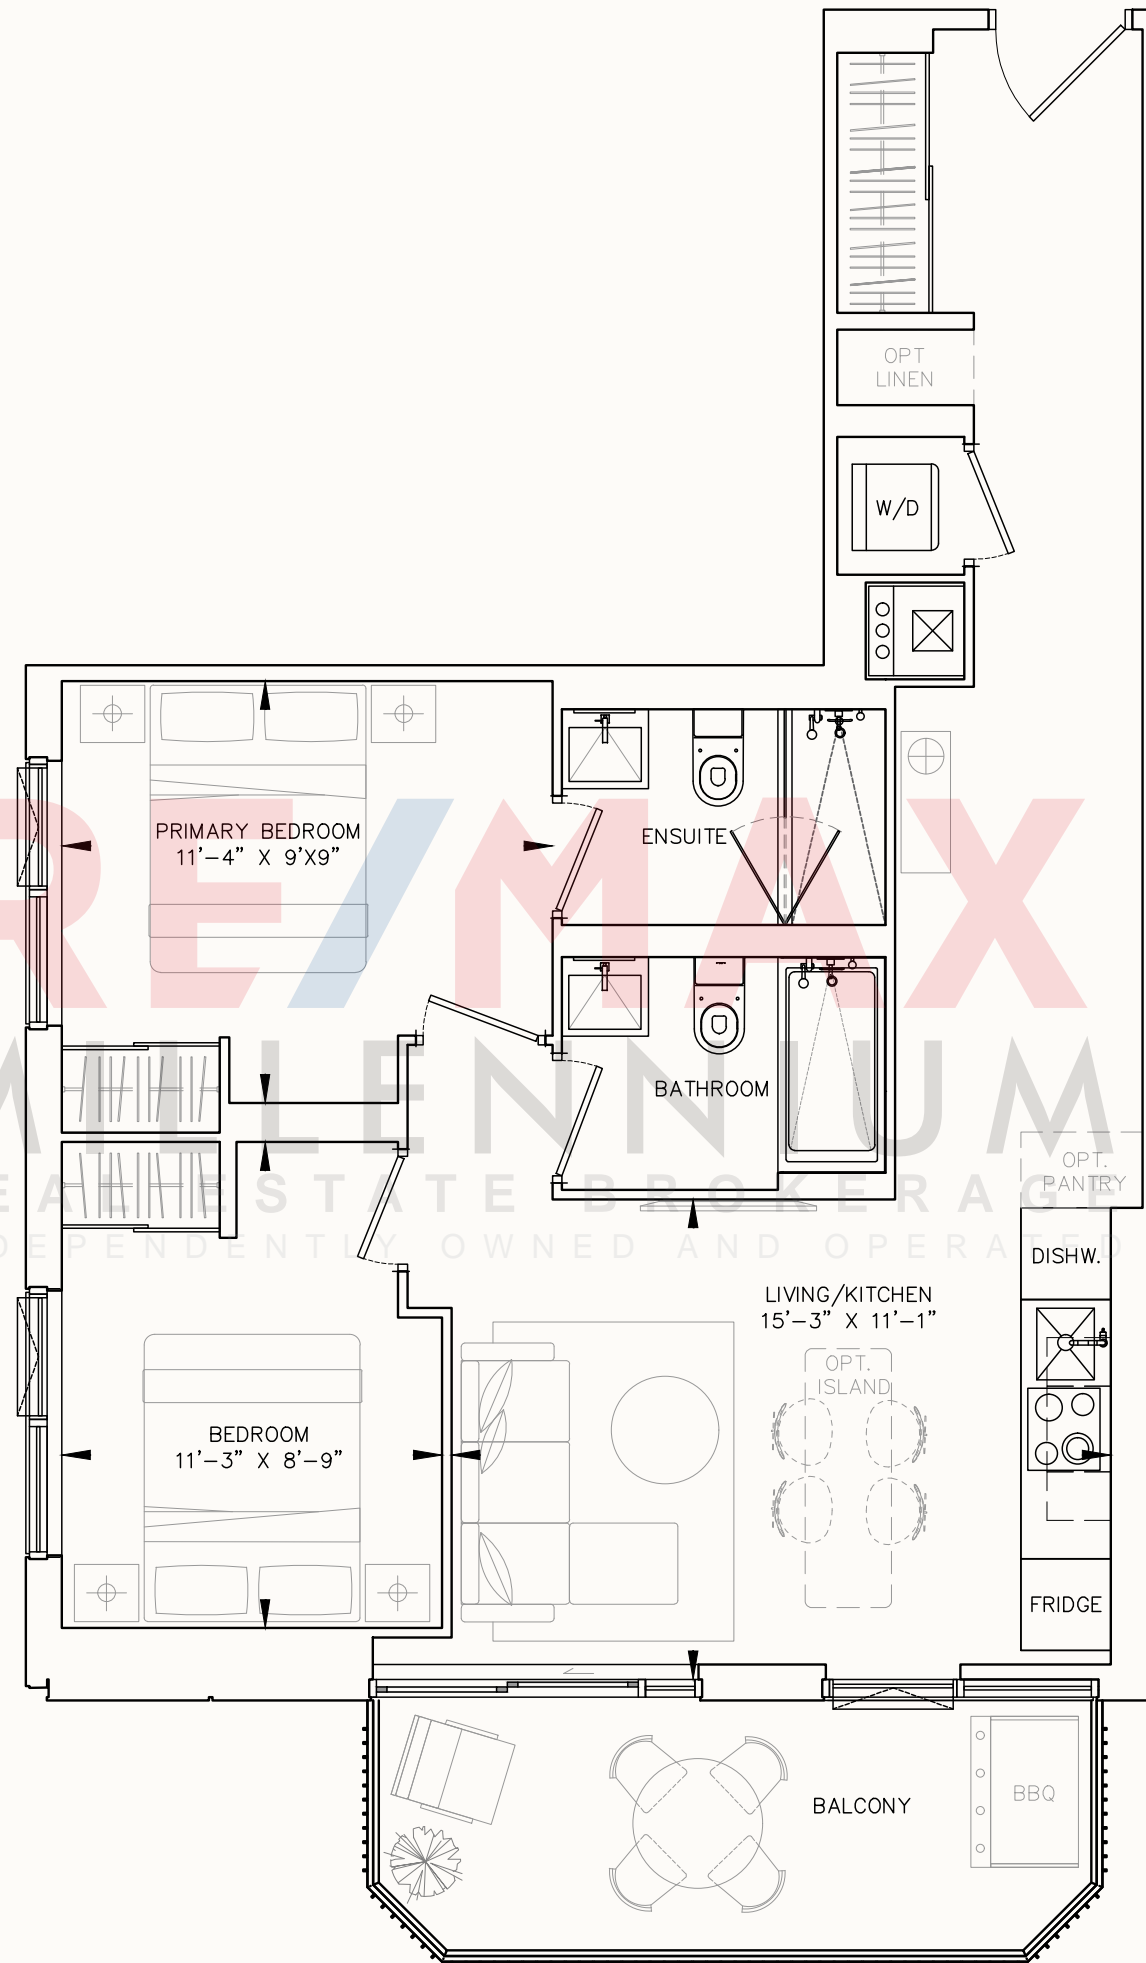 OPT
LINEN
W/D
PRIMARY BEDROOM
11'-4" X 9'X9"
ENSUITE
RE/MAX
MILLENNIUM
BATHROOM
OPT.
PANTRY
REAL ESTATE BROKERAGE
INDEPENDENTLY OWNED AND OPERATED
DISHW.
LIVING/KITCHEN
15'-3" X 11'-1"
OPT.
ISLAND
BEDROOM
11'-3" X 8'-9"
FRIDGE
BALCONY
BBQ